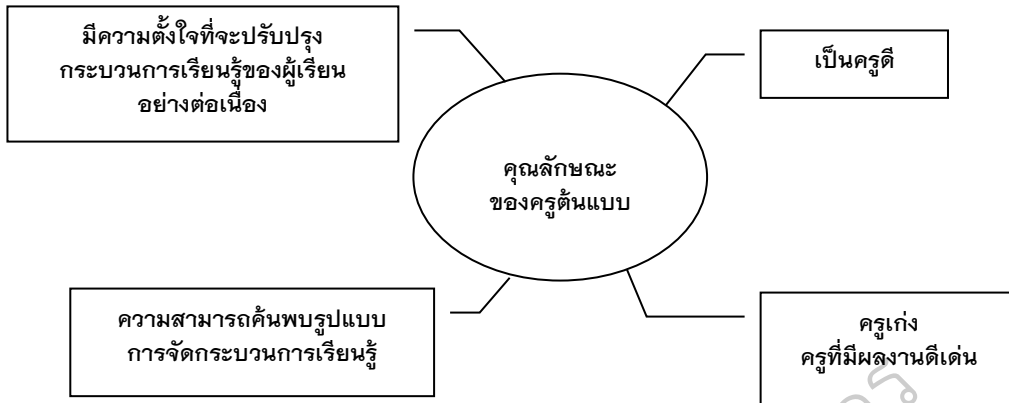 มีความตั้งใจที่จะปรับปรุง
กระบวนการเรียนรู้ของผู้เรียน
อย่างต่อเนื่อง
เป็นครูดี
คุณลักษณะ
ของครูต้นแบบ
ความสามารถค้นพบรูปแบบ
การจัดกระบวนการเรียนรู้
ครูเก่ง
ครูที่มีผลงานดีเด่น